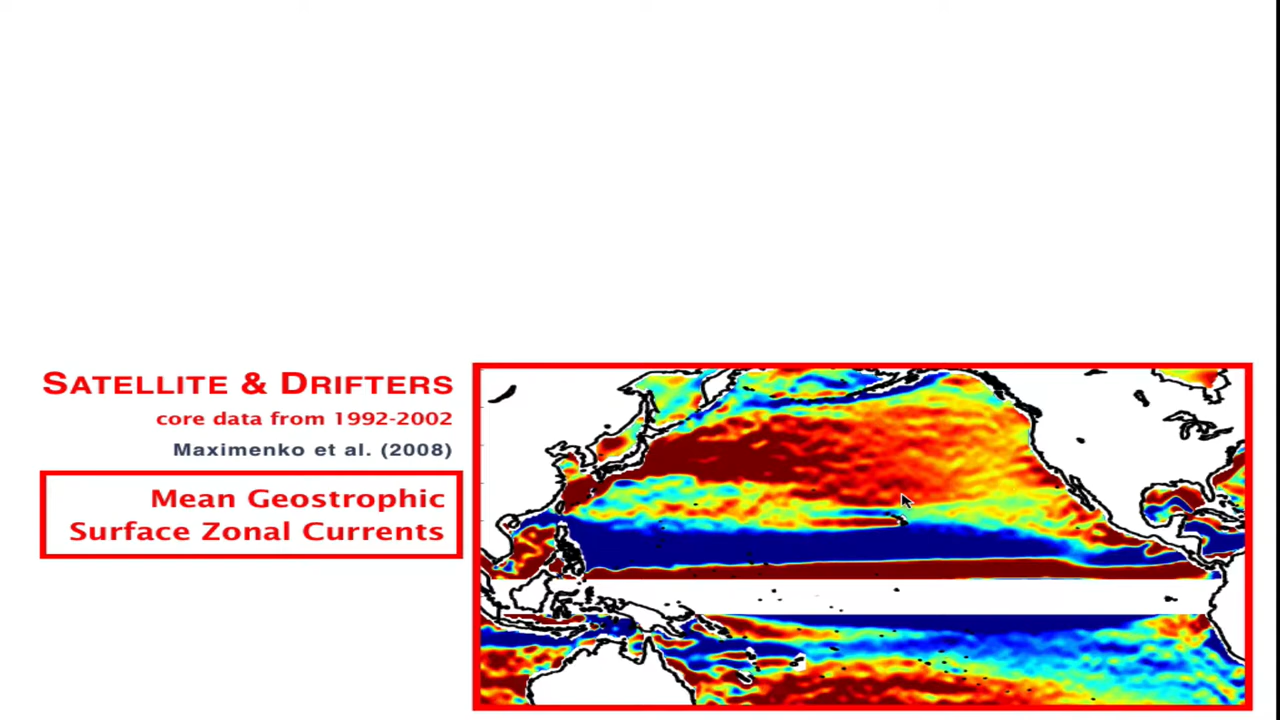 SATELLITE & DRIFTERS
core data from 1992-2002
Maximenko et al. (2008)
Mean Geostrophic
Surface Zonal Currents